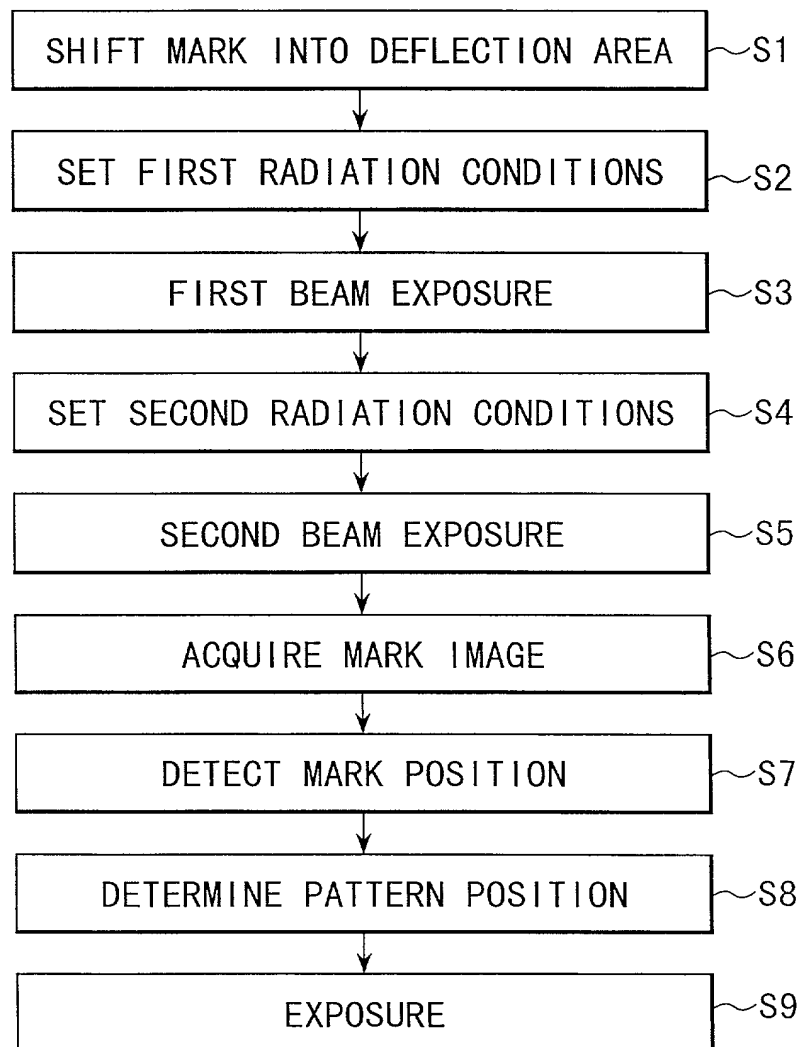 SHIFT MARK INTO DEFLECTION AREA S1
SET FIRST RADIATION CONDITIONS S2
FIRST BEAM EXPOSURE S3
SET SECOND RADIATION CONDITIONS S4
SECOND BEAM EXPOSURE S5
ACQUIRE MARK IMAGE S6
DETECT MARK POSITION S7
DETERMINE PATTERN POSITION S8
EXPOSURE S9